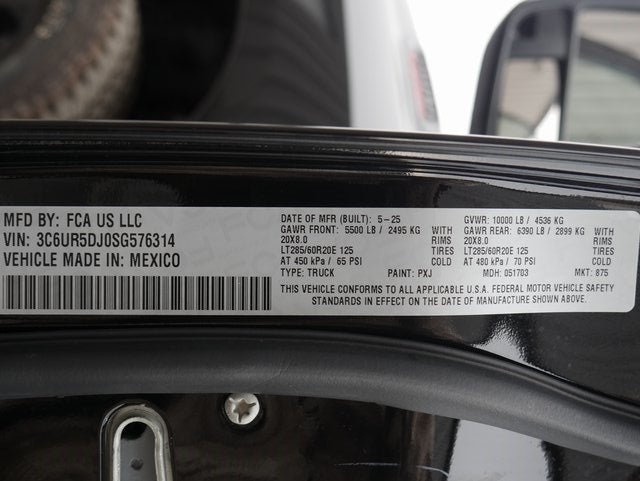 MFD BY: FCA US LLC
VIN: 3C6UR5DJ0SG576314
VEHICLE MADE IN: MEXICO
DATE OF MFR (BUILT): 5-25
GAWR FRONT: 5500 LB / 2495 KG WITH
20X8.0 RIMS
LT285/60R20E 125 TIRES
AT 450 kPa / 65 PSI COLD
TYPE: TRUCK PAINT: PXJ
GVWR: 10000 LB / 4536 KG
GAWR REAR: 6390 LB / 2899 KG WITH
20X8.0 RIMS
LT285/60R20E 125 TIRES
AT 480 kPa / 70 PSI COLD
MDH: 051703 MKT: 875
THIS VEHICLE CONFORMS TO ALL APPLICABLE U.S.A. FEDERAL MOTOR VEHICLE SAFETY
STANDARDS IN EFFECT ON THE DATE OF MANUFACTURE SHOWN ABOVE.